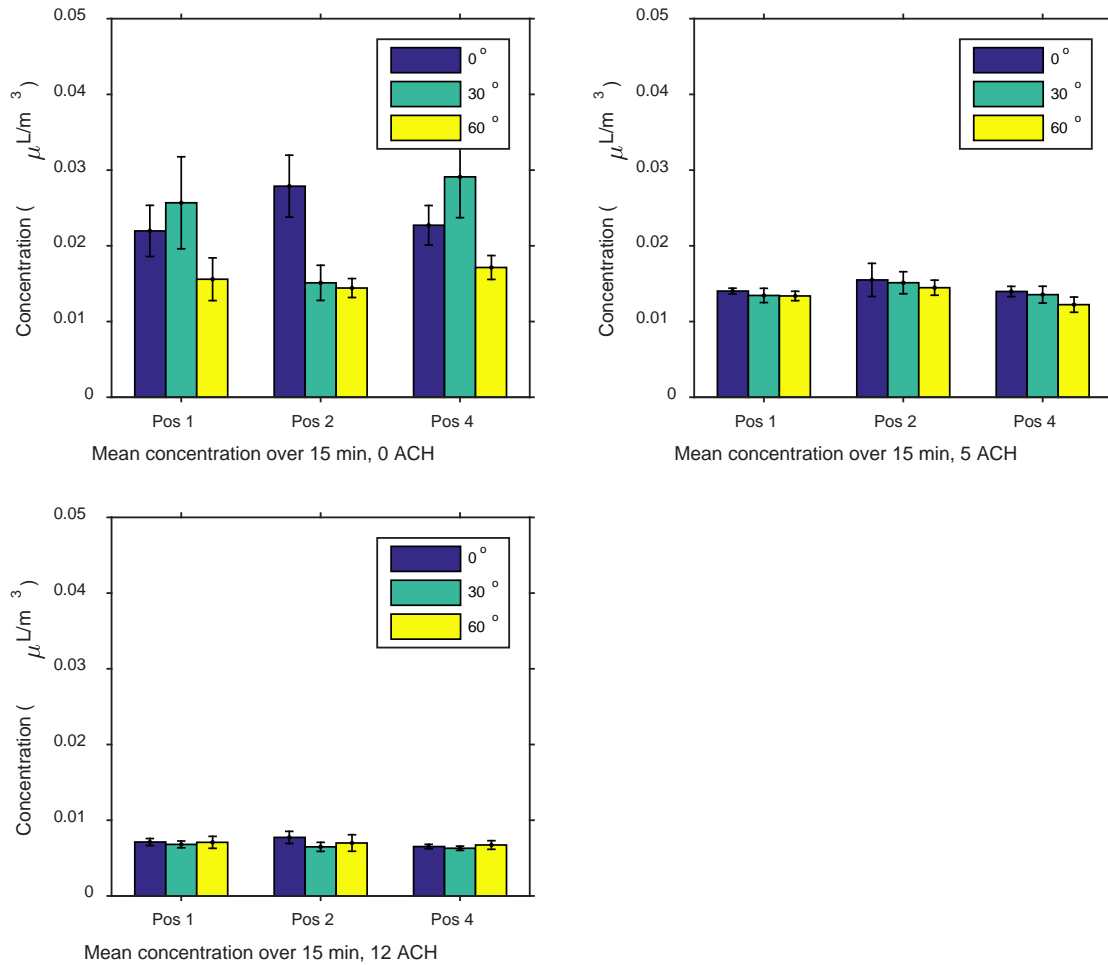 0.05
0.04
0.03
0.02
0.01
0
Concentration ( μL/m 3 )
0 o
30 o
60 o
Pos 1 Pos 2 Pos 4
Mean concentration over 15 min, 0 ACH
0.05
0.04
0.03
0.02
0.01
0
Concentration ( μL/m 3 )
0 o
30 o
60 o
Pos 1 Pos 2 Pos 4
Mean concentration over 15 min, 5 ACH
0.05
0.04
0.03
0.02
0.01
0
Concentration ( μL/m 3 )
0 o
30 o
60 o
Pos 1 Pos 2 Pos 4
Mean concentration over 15 min, 12 ACH